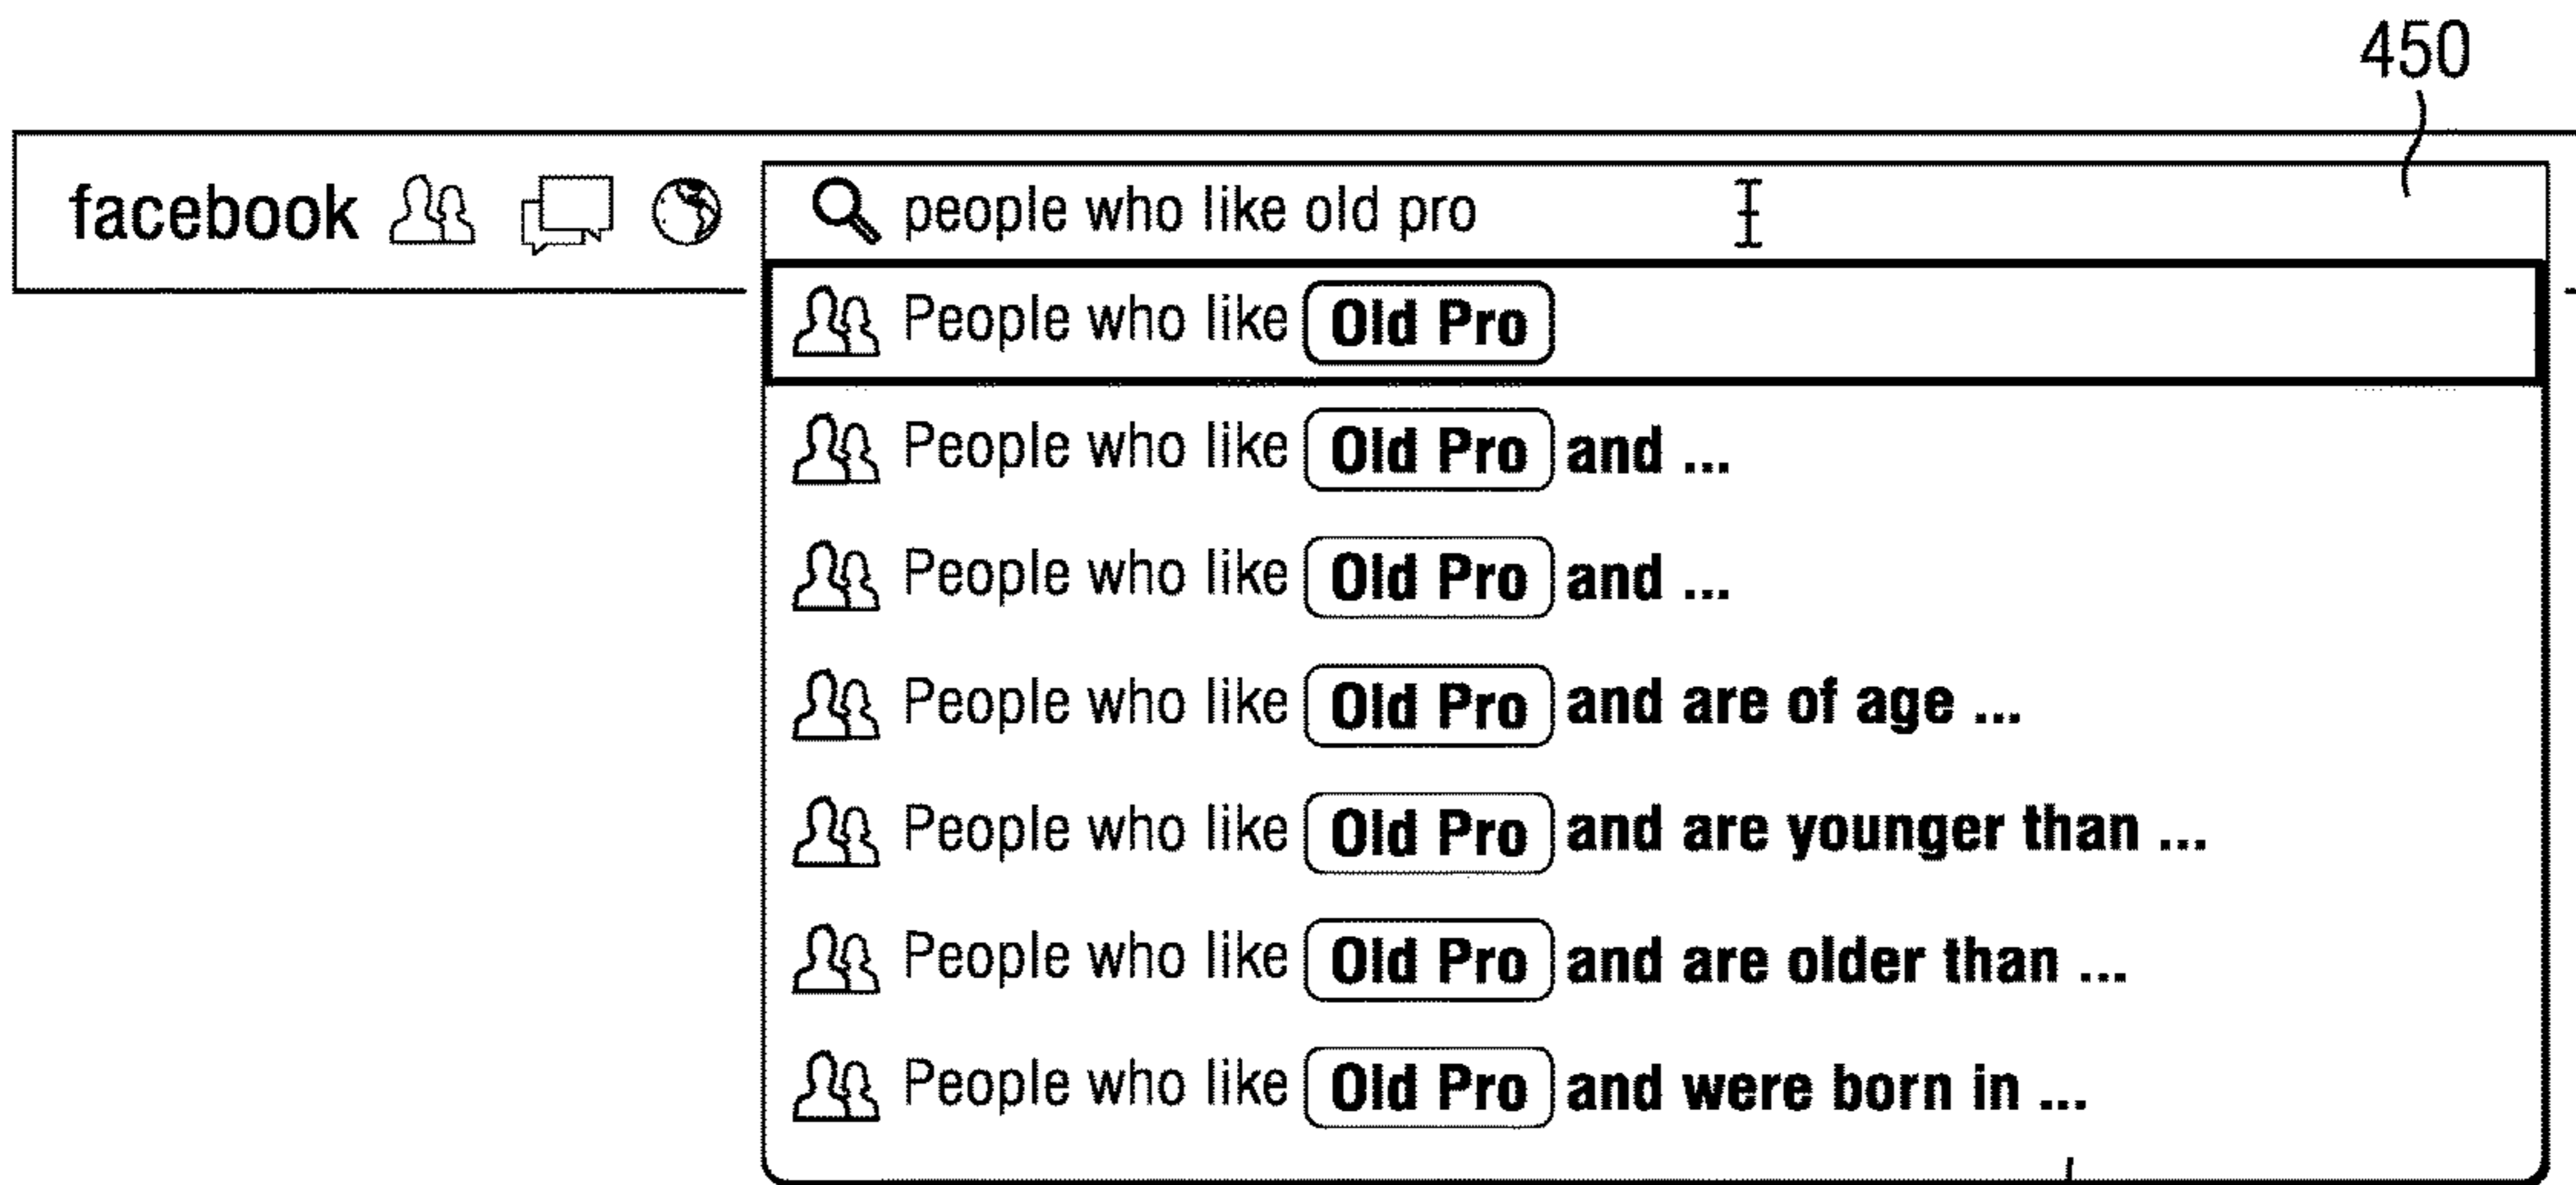 450
facebook people who like old pro
People who like Old Pro
People who like Old Pro and ...
People who like Old Pro and ...
People who like Old Pro and are of age ...
People who like Old Pro and are younger than ...
People who like Old Pro and are older than ...
People who like Old Pro and were born in ...